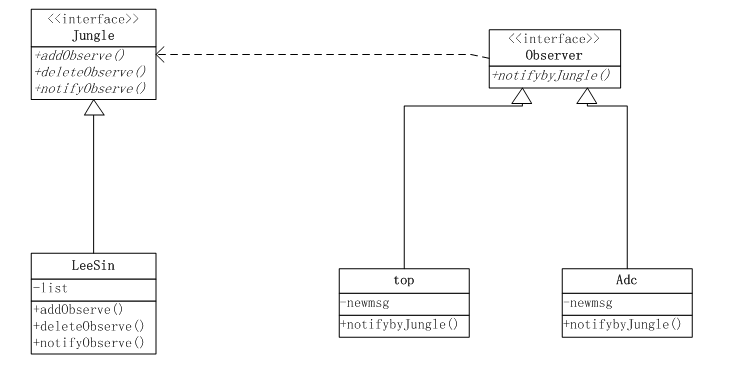 <<interface>>
Jungle
+addObserve()
+deleteObserve()
+notifyObserve()
<<interface>>
Observer
+notifybyJungle()
LeeSin
-list
+addObserve()
+deleteObserve()
+notifyObserve()
top
-newmsg
+notifybyJungle()
Adc
-newmsg
+notifybyJungle()